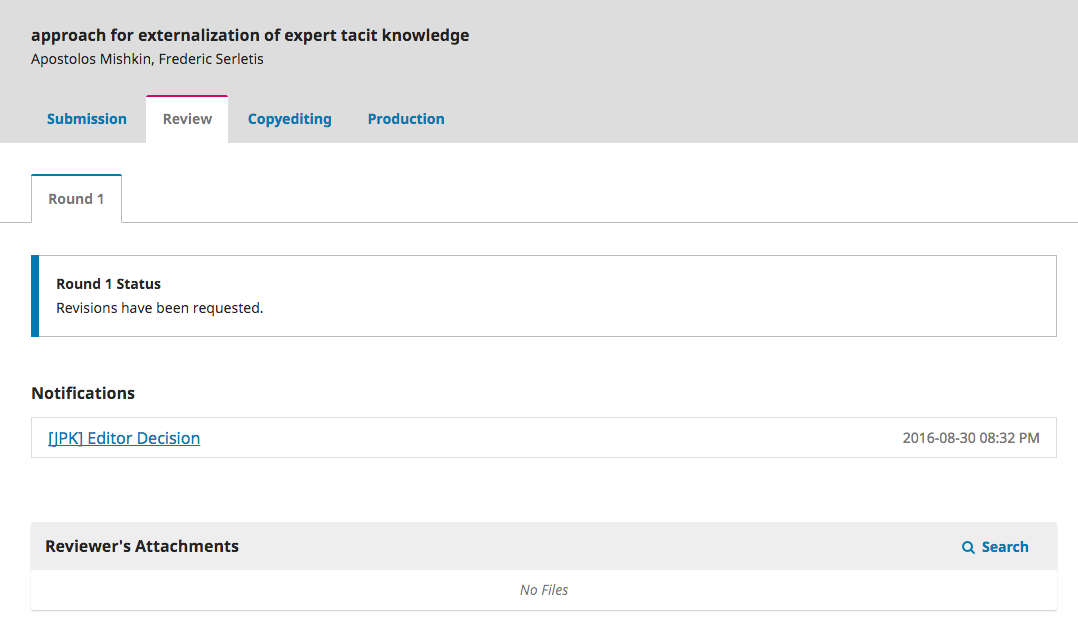 approach for externalization of expert tacit knowledge
Apostolos Mishkin, Frederic Serletis
Submission Review Copyediting Production
Round 1
Round 1 Status
Revisions have been requested.
Notifications
[JPK] Editor Decision 2016-08-30 08:32 PM
Reviewer's Attachments Search
No Files